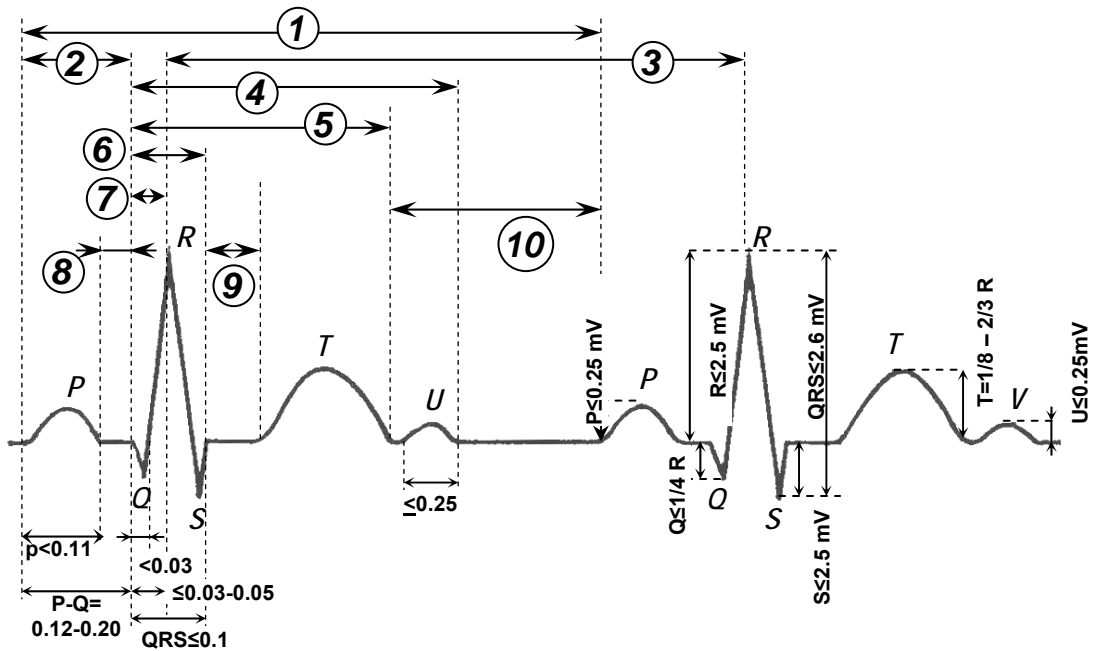 1
2
3
4
5
6
7
8
R
9
10
R
P
T
U
Q
S
P≤0.25 mV
P
R≤2.5 mV
QRS≤2.6 mV
T
T=1/8 – 2/3 R
V
U≤0.25mV
Q≤1/4 R
Q
S
S≤2.5 mV
≤0.25
p<0.11
<0.03
≤0.03-0.05
P-Q=
0.12-0.20
QRS≤0.1